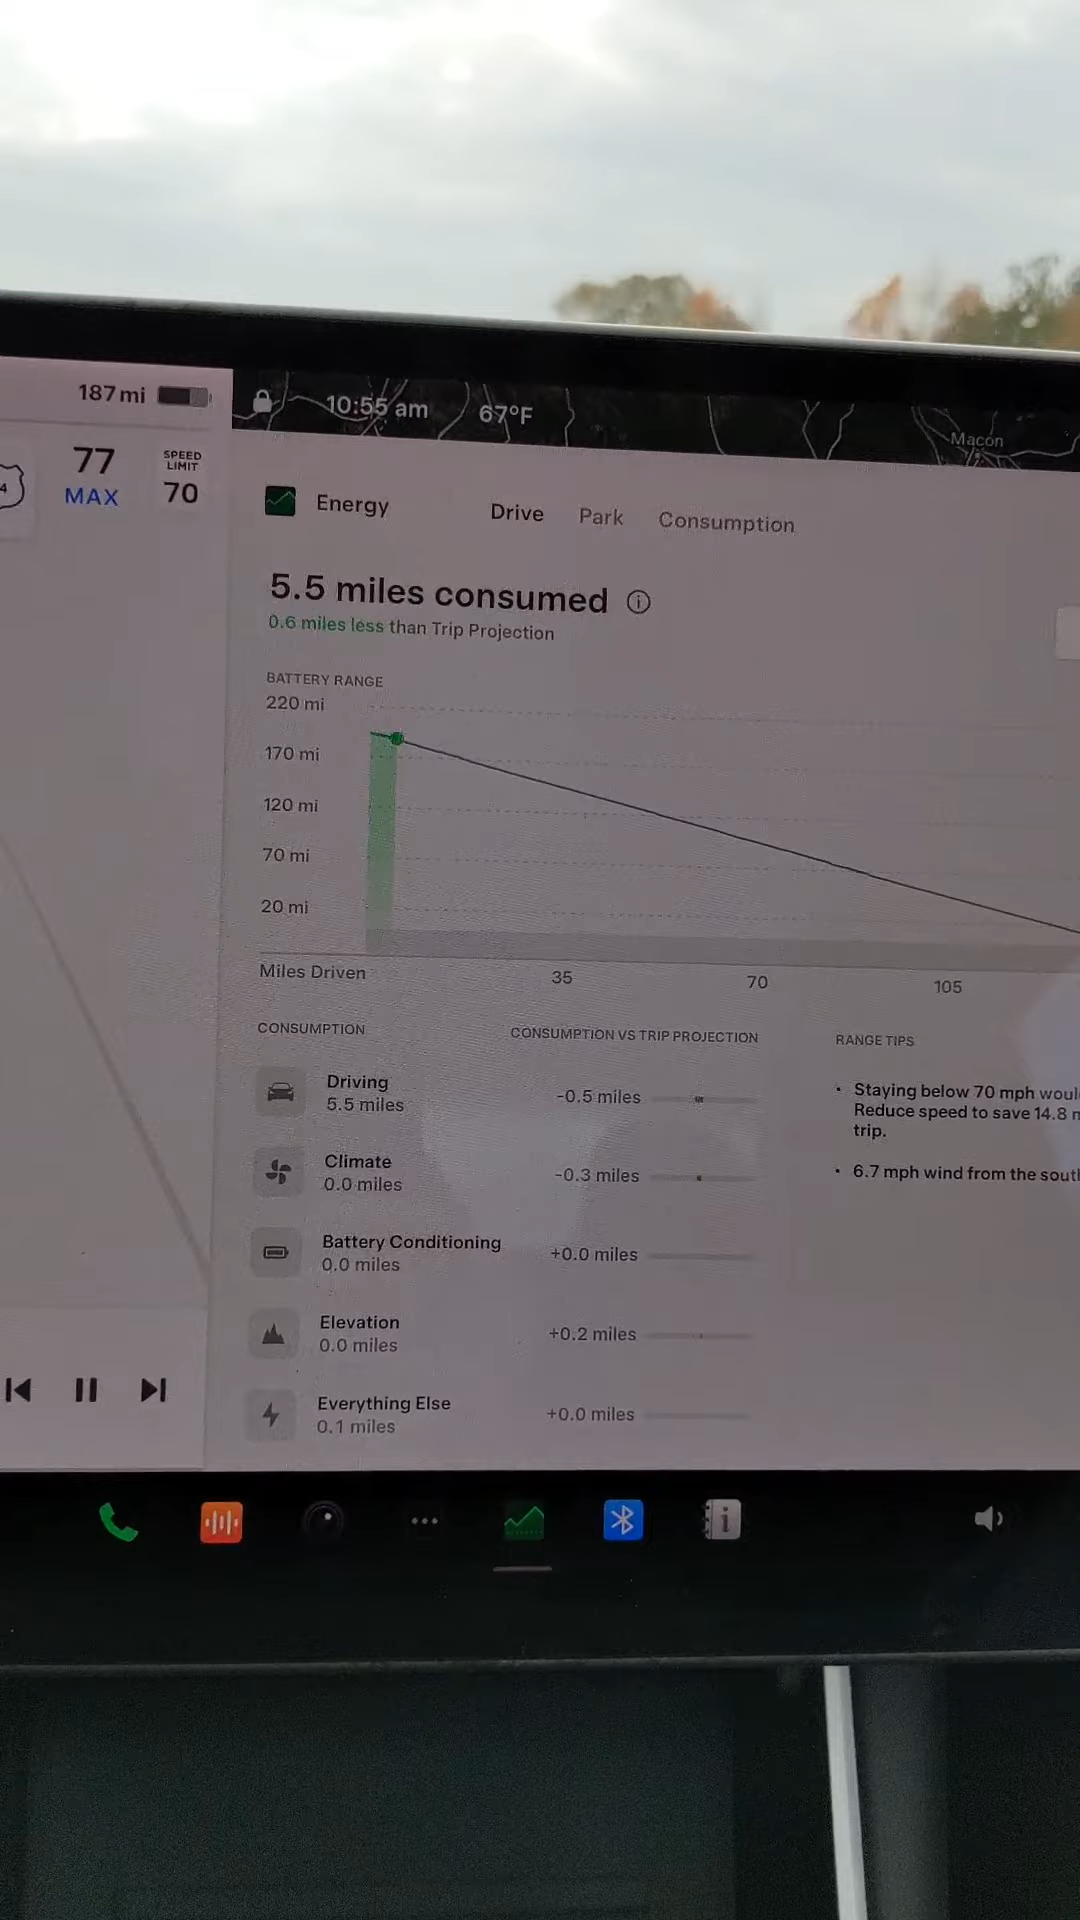 187 mi
10:55 am
67°F
Macon
4
77
MAX
SPEED
LIMIT
70
Energy
Drive
Park
Consumption
5.5 miles consumed
0.6 miles less than Trip Projection
BATTERY RANGE
220 mi
170 mi
120 mi
70 mi
20 mi
Miles Driven
35
70
105
CONSUMPTION
CONSUMPTION VS TRIP PROJECTION
RANGE TIPS
Driving
5.5 miles
-0.5 miles
Climate
0.0 miles
-0.3 miles
Battery Conditioning
0.0 miles
+0.0 miles
Elevation
0.0 miles
+0.2 miles
Everything Else
0.1 miles
+0.0 miles
• Staying below 70 mph
Reduce speed to save 14.8
trip.
• 6.7 mph wind from the